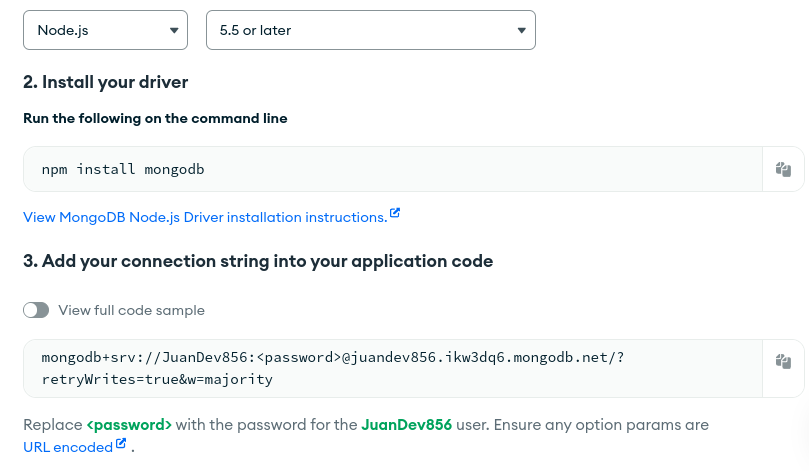 Node.js
5.5 or later
2. Install your driver
Run the following on the command line
npm install mongodb
View MongoDB Node.js Driver installation instructions.
3. Add your connection string into your application code
View full code sample
mongodb+srv://JuanDev856:<password>@juandev856.ikw3dq6.mongodb.net/?
retryWrites=true&w=majority
Replace <password> with the password for the JuanDev856 user. Ensure any option params are
URL encoded .